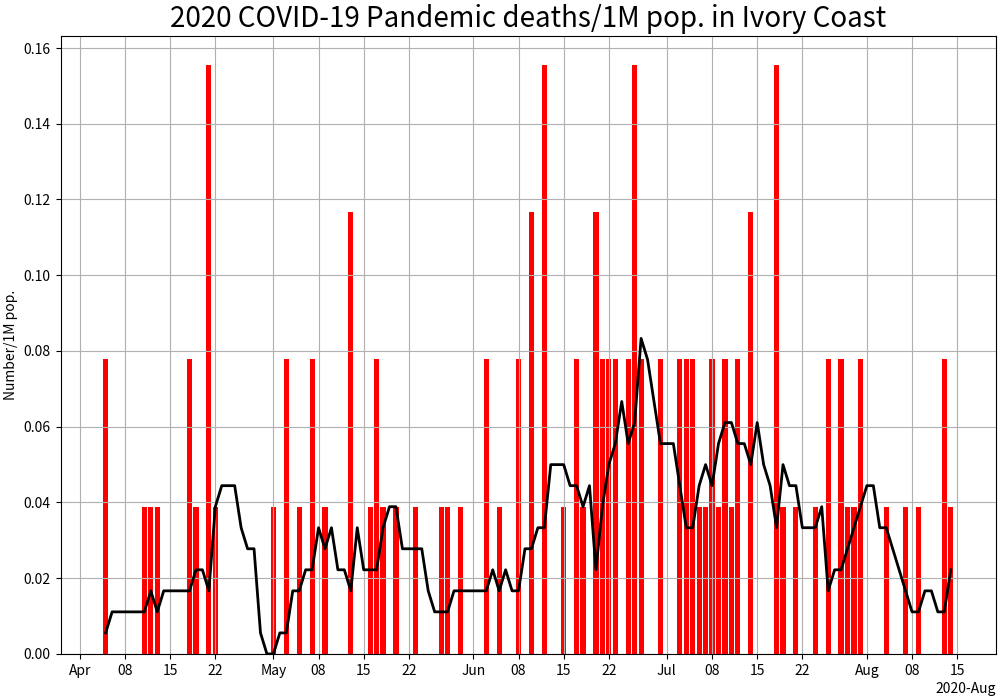 2020 COVID-19 Pandemic deaths/1M pop. in Ivory Coast
Number/1M pop.
0.16
0.14
0.12
0.10
0.08
0.06
0.04
0.02
0.00
Apr 08 15 22 May 08 15 22 Jun 08 15 22 Jul 08 15 22 Aug 08 15
2020-Aug